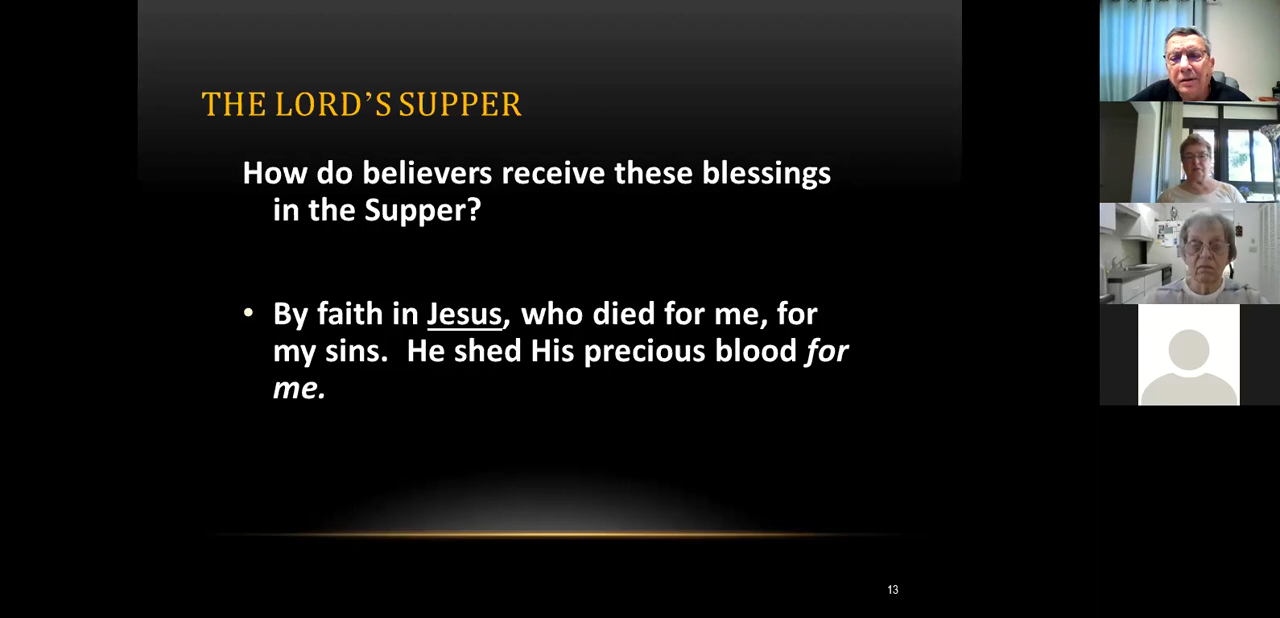 THE LORD’S SUPPER
How do believers receive these blessings
in the Supper?
• By faith in Jesus, who died for me, for
my sins.  He shed His precious blood for
me.
13